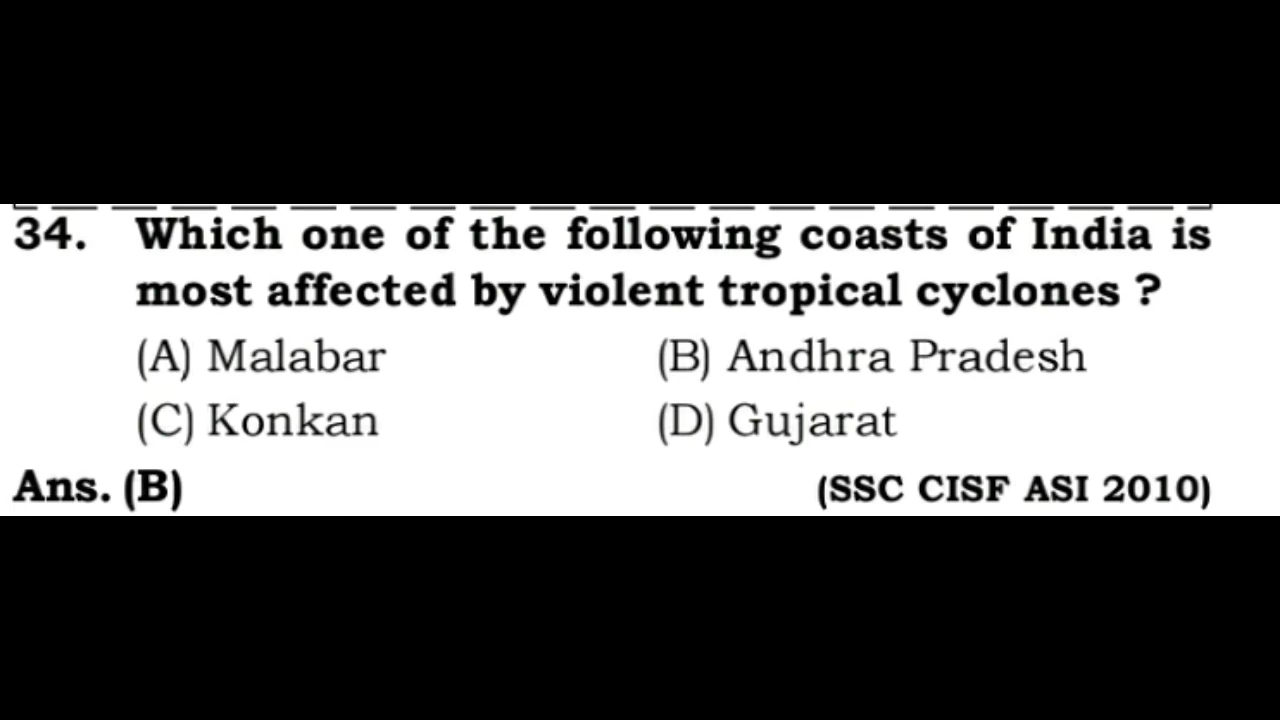 34. Which one of the following coasts of India is
most affected by violent tropical cyclones ?
(A) Malabar (B) Andhra Pradesh
(C) Konkan (D) Gujarat
Ans. (B) (SSC CISF ASI 2010)